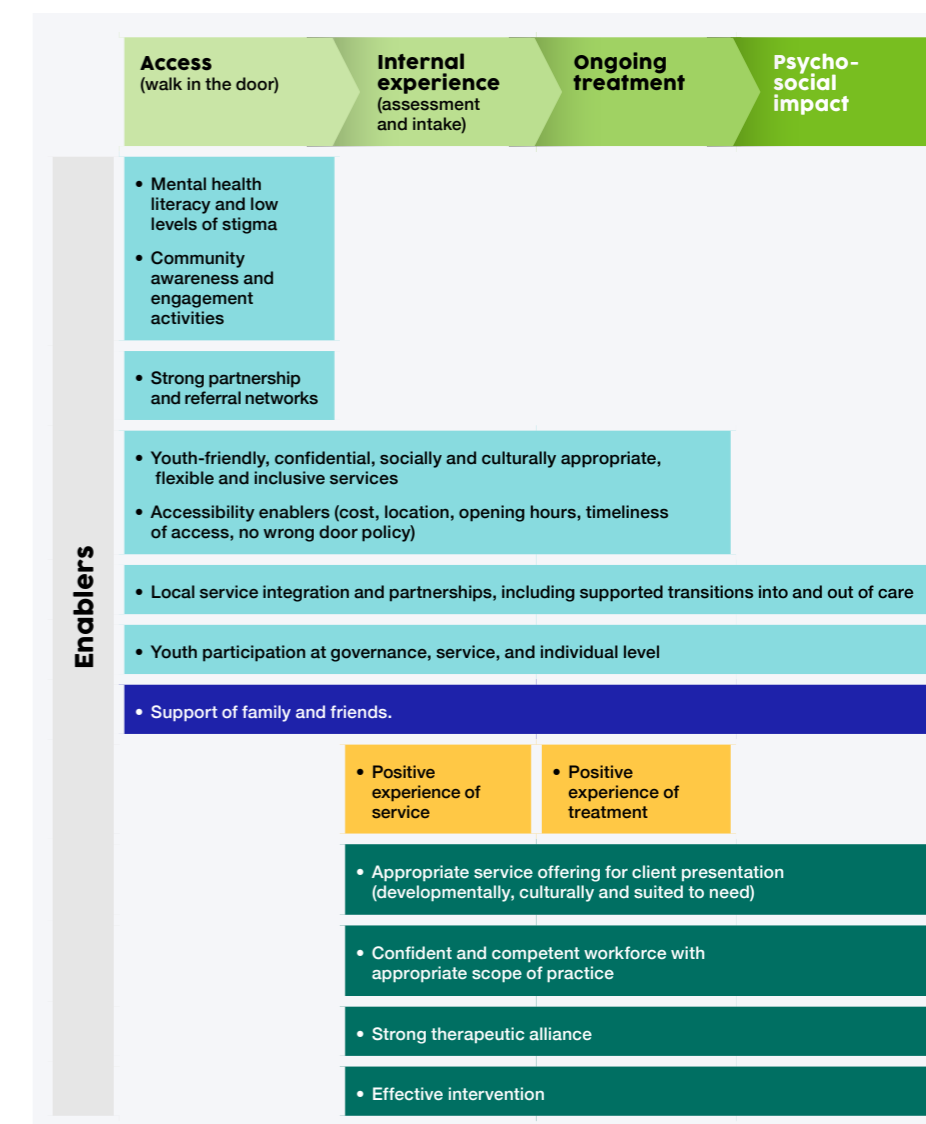 Access
(walk in the door)
Internal
experience
(assessment
and intake)
Ongoing
treatment
Psycho-
social
impact
Enablers
• Mental health
literacy and low
levels of stigma
• Community
awareness and
engagement
activities
• Strong partnership
and referral networks
• Youth-friendly, confidential, socially and culturally appropriate,
flexible and inclusive services
• Accessibility enablers (cost, location, opening hours, timeliness
of access, no wrong door policy)
• Local service integration and partnerships, including supported transitions into and out of care
• Youth participation at governance, service, and individual level
• Support of family and friends.
• Positive
experience of
service
• Positive
experience of
treatment
• Appropriate service offering for client presentation
(developmentally, culturally and suited to need)
• Confident and competent workforce with
appropriate scope of practice
• Strong therapeutic alliance
• Effective intervention